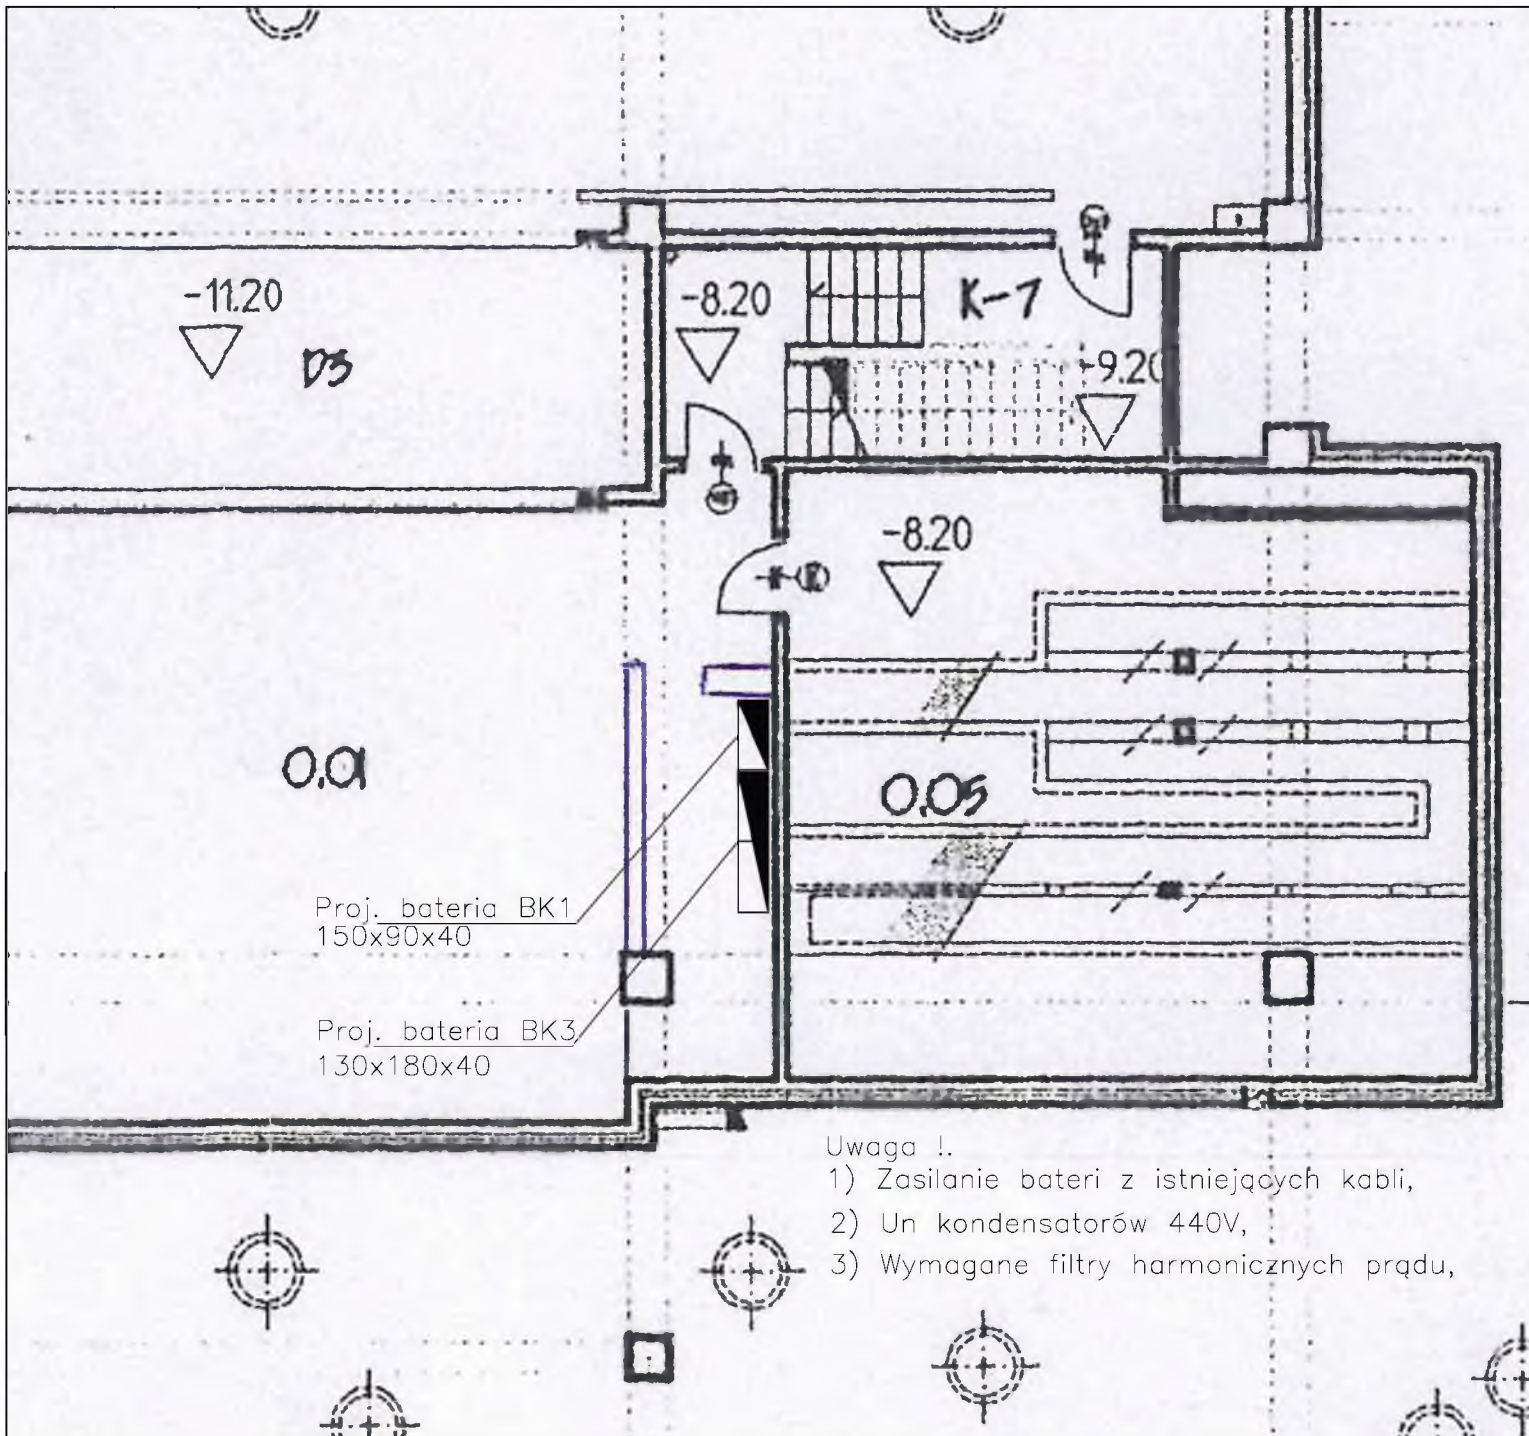 -11.20
D3
-8.20
K-1
-9.20
-8.20
0.01
0.05
Proj. bateria BK1
150x90x40
Proj. bateria BK3
130x180x40
Uwaga !.
1) Zasilanie bateri z istniejących kabli,
2) Un kondensatorów 440V,
3) Wymagane filtry harmonicznych prądu,